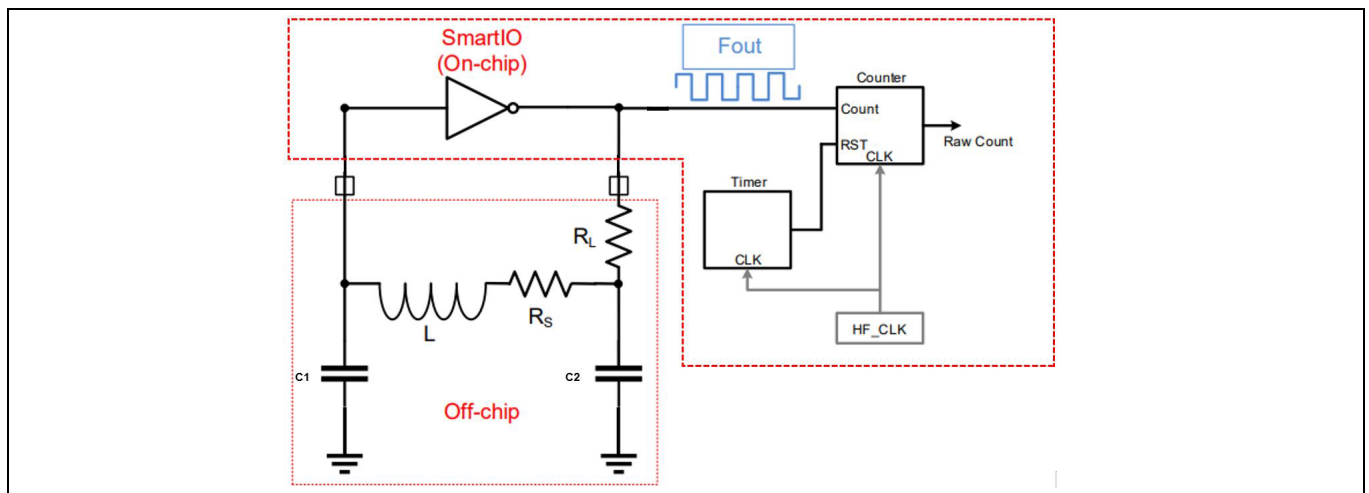 SmartIO
(On-chip)
Fout
Counter
Count
RST
CLK
Raw Count
Timer
CLK
HF_CLK
RL
L
RS
C1
C2
Off-chip